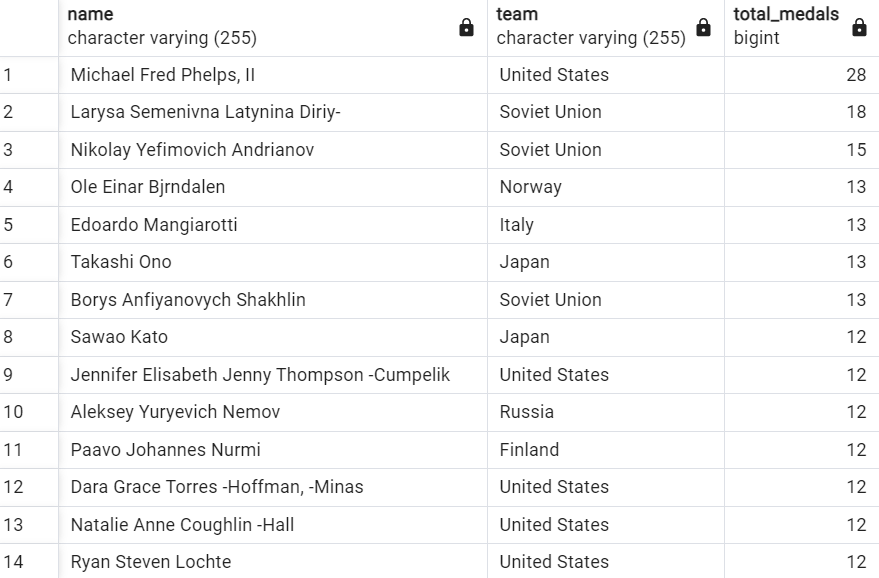 name team total_medals
character varying (255) character varying (255) bigint
1 Michael Fred Phelps, II United States 28
2 Larysa Semenivna Latynina Diriy- Soviet Union 18
3 Nikolay Yefimovich Andrianov Soviet Union 15
4 Ole Einar Bjrndalen Norway 13
5 Edoardo Mangiarotti Italy 13
6 Takashi Ono Japan 13
7 Borys Anfiyanovych Shakhlin Soviet Union 13
8 Sawao Kato Japan 12
9 Jennifer Elisabeth Jenny Thompson -Cumpelik United States 12
10 Aleksey Yuryevich Nemov Russia 12
11 Paavo Johannes Nurmi Finland 12
12 Dara Grace Torres -Hoffman, -Minas United States 12
13 Natalie Anne Coughlin -Hall United States 12
14 Ryan Steven Lochte United States 12